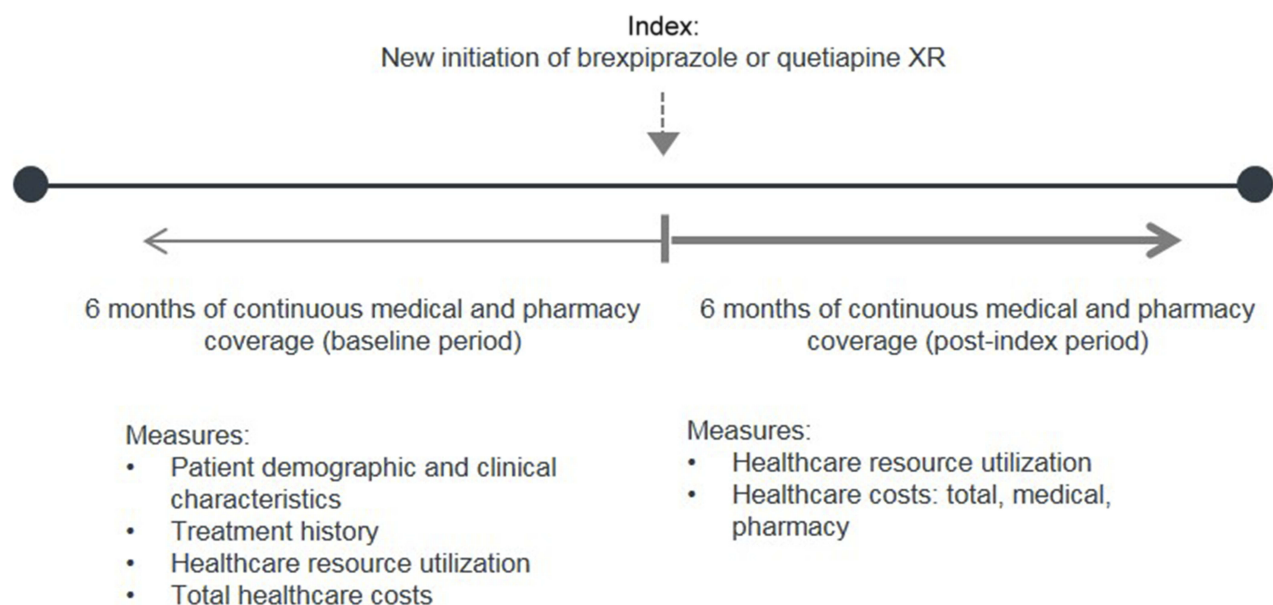 Index:
New initiation of brexpiprazole or quetiapine XR
6 months of continuous medical and pharmacy
coverage (baseline period)
Measures:
• Patient demographic and clinical
characteristics
• Treatment history
• Healthcare resource utilization
• Total healthcare costs
6 months of continuous medical and pharmacy
coverage (post-index period)
Measures:
• Healthcare resource utilization
• Healthcare costs: total, medical,
pharmacy